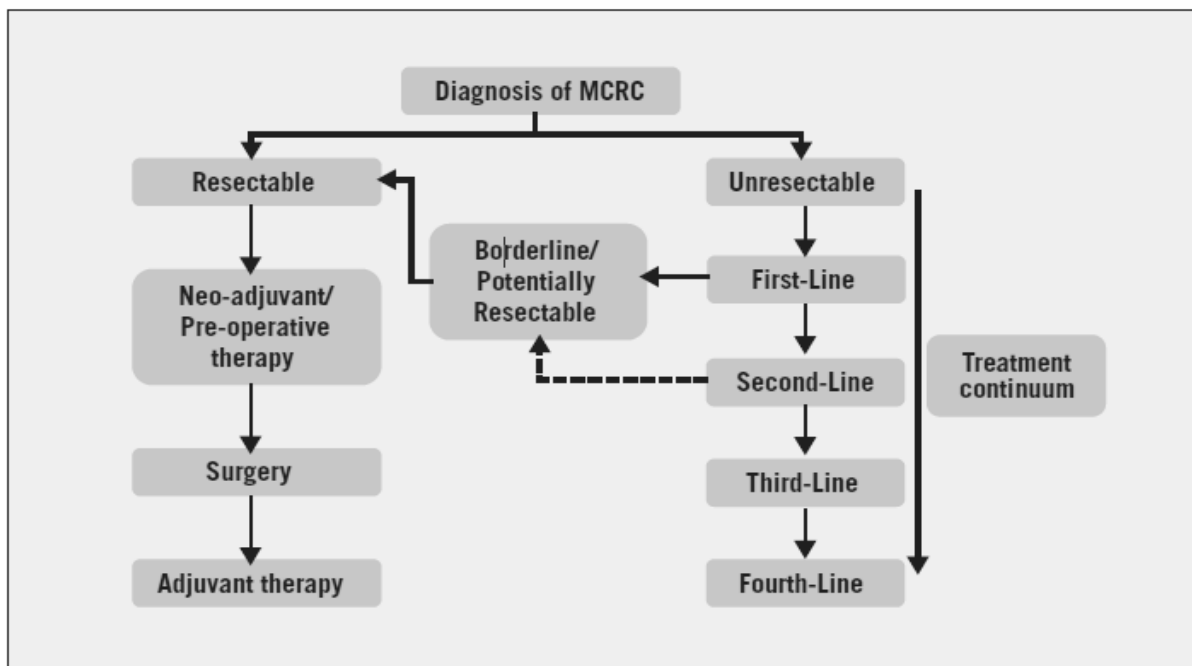 Diagnosis of MCRC
Resectable
Unresectable
Borderline/
Potentially
Resectable
First-Line
Neo-adjuvant/
Pre-operative
therapy
Second-Line
Treatment
continuum
Surgery
Third-Line
Adjuvant therapy
Fourth-Line